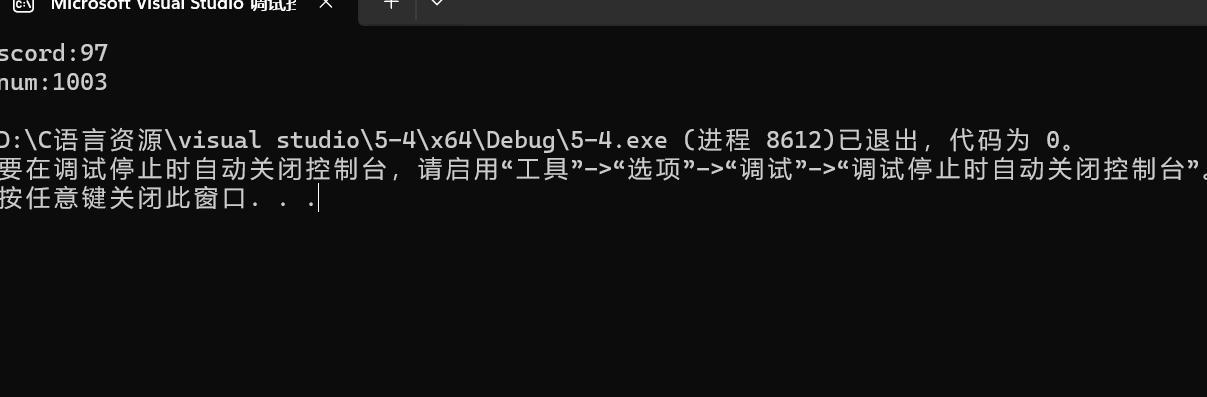 Microsoft Visual Studio 调试控
scord:97
num:1003
D:\C语言资源\visual studio\5-4\x64\Debug\5-4.exe (进程 8612)已退出，代码为 0。
要在调试停止时自动关闭控制台，请启用“工具”->“选项”->“调试”->“调试停止时自动关闭控制台”。
按任意键关闭此窗口. . .